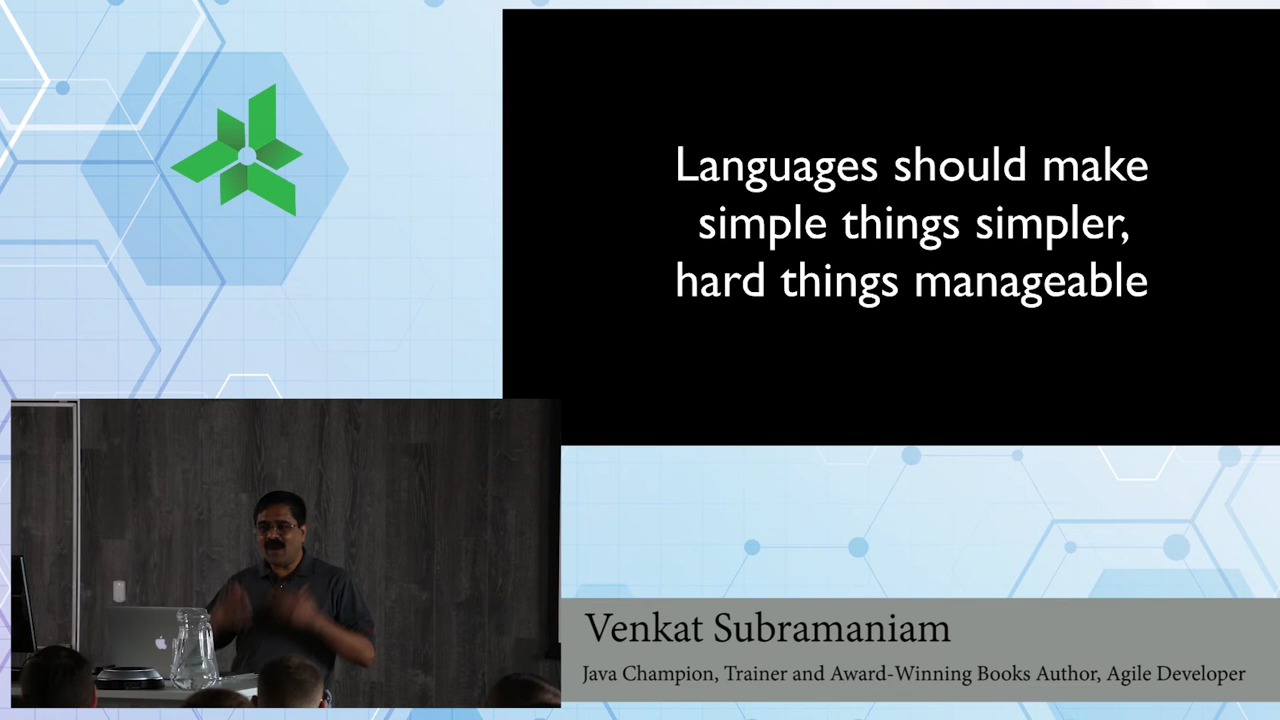 Languages should make
simple things simpler,
hard things manageable
Venkat Subramaniam
Java Champion, Trainer and Award-Winning Books Author, Agile Developer